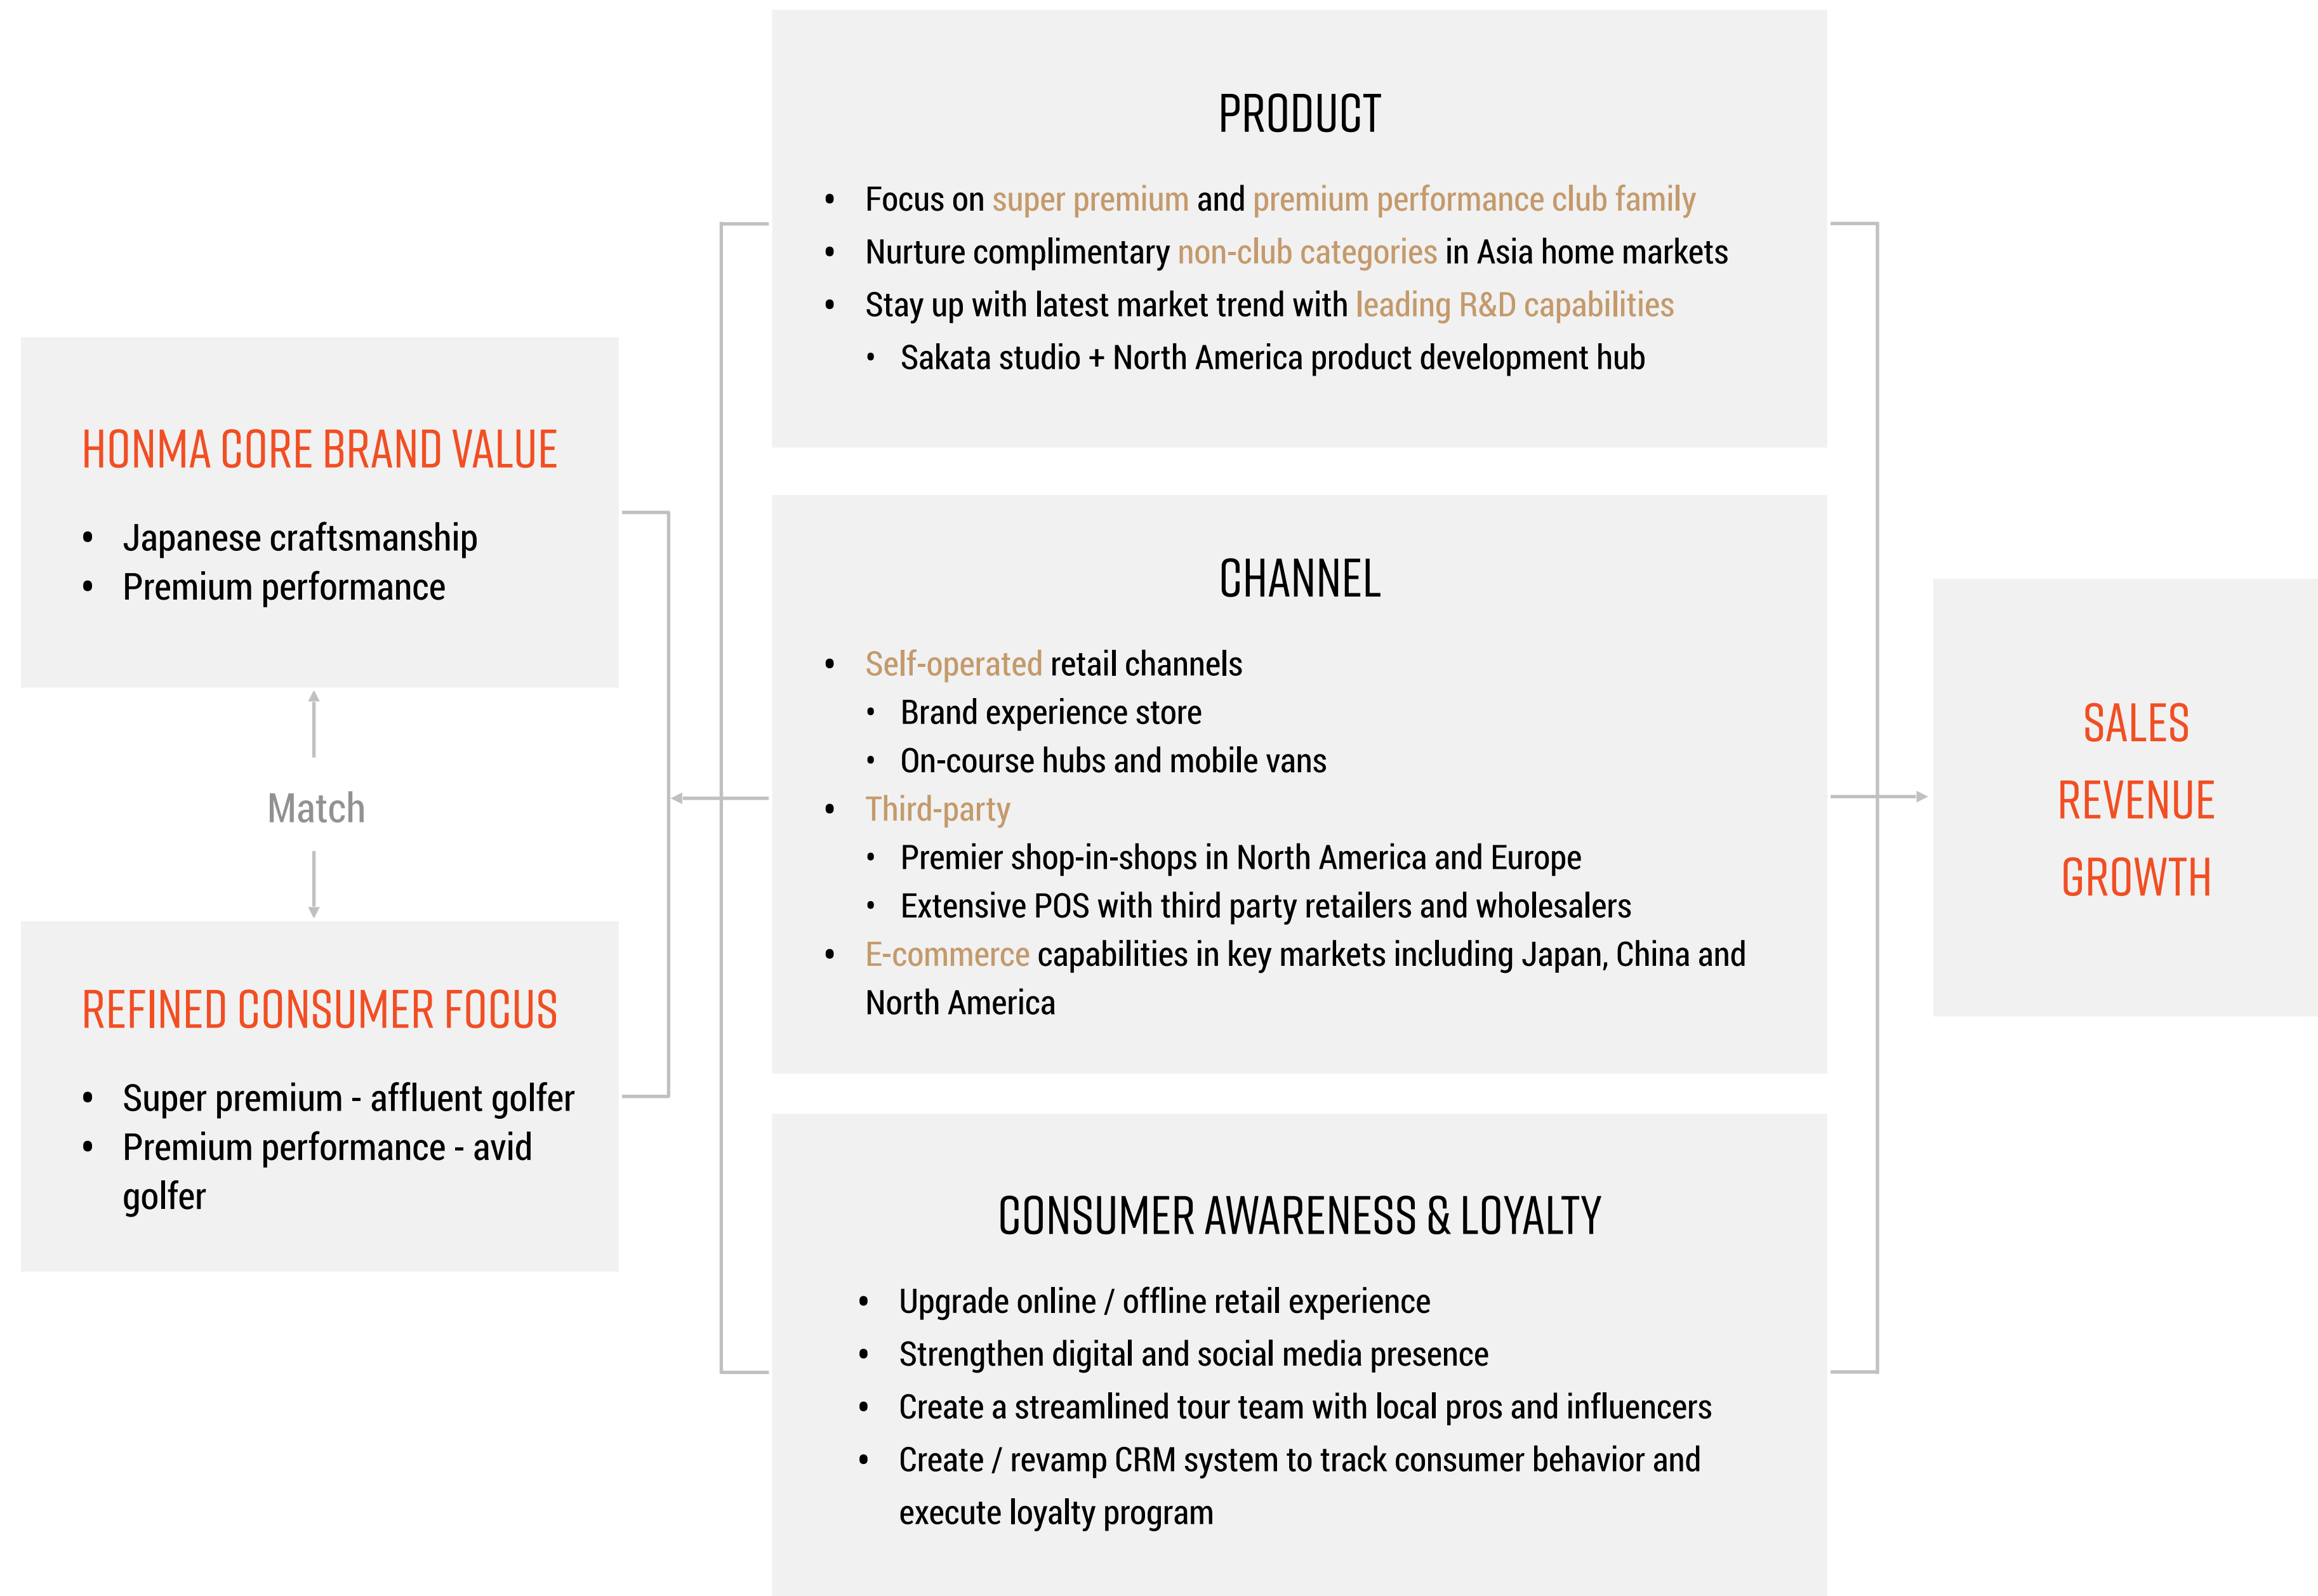 HONMA CORE BRAND VALUE
• Japanese craftsmanship
• Premium performance
Match
REFINED CONSUMER FOCUS
• Super premium - affluent golfer
• Premium performance - avid
golfer
PRODUCT
• Focus on super premium and premium performance club family
• Nurture complimentary non-club categories in Asia home markets
• Stay up with latest market trend with leading R&D capabilities
• Sakata studio + North America product development hub
CHANNEL
• Self-operated retail channels
• Brand experience store
• On-course hubs and mobile vans
• Third-party
• Premier shop-in-shops in North America and Europe
• Extensive POS with third party retailers and wholesalers
• E-commerce capabilities in key markets including Japan, China and
North America
CONSUMER AWARENESS & LOYALTY
• Upgrade online / offline retail experience
• Strengthen digital and social media presence
• Create a streamlined tour team with local pros and influencers
• Create / revamp CRM system to track consumer behavior and
execute loyalty program
SALES
REVENUE
GROWTH